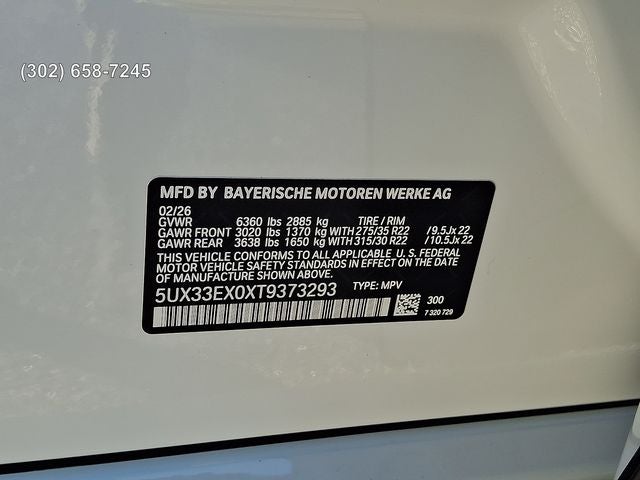 (302) 658-7245
MFD BY BAYERISCHE MOTOREN WERKE AG
02/26
GVWR 6360 lbs 2885 kg TIRE / RIM
GAWR FRONT 3020 lbs 1370 kg WITH 275/35 R22 /9.5Jx 22
GAWR REAR 3638 lbs 1650 kg WITH 315/30 R22 /10.5Jx 22
THIS VEHICLE CONFORMS TO ALL APPLICABLE U. S. FEDERAL
MOTOR VEHICLE SAFETY STANDARDS IN EFFECT ON THE DATE OF
MANUFACTURE SHOWN ABOVE.
5UX33EX0XT9373293 TYPE: MPV
300
7 320 729